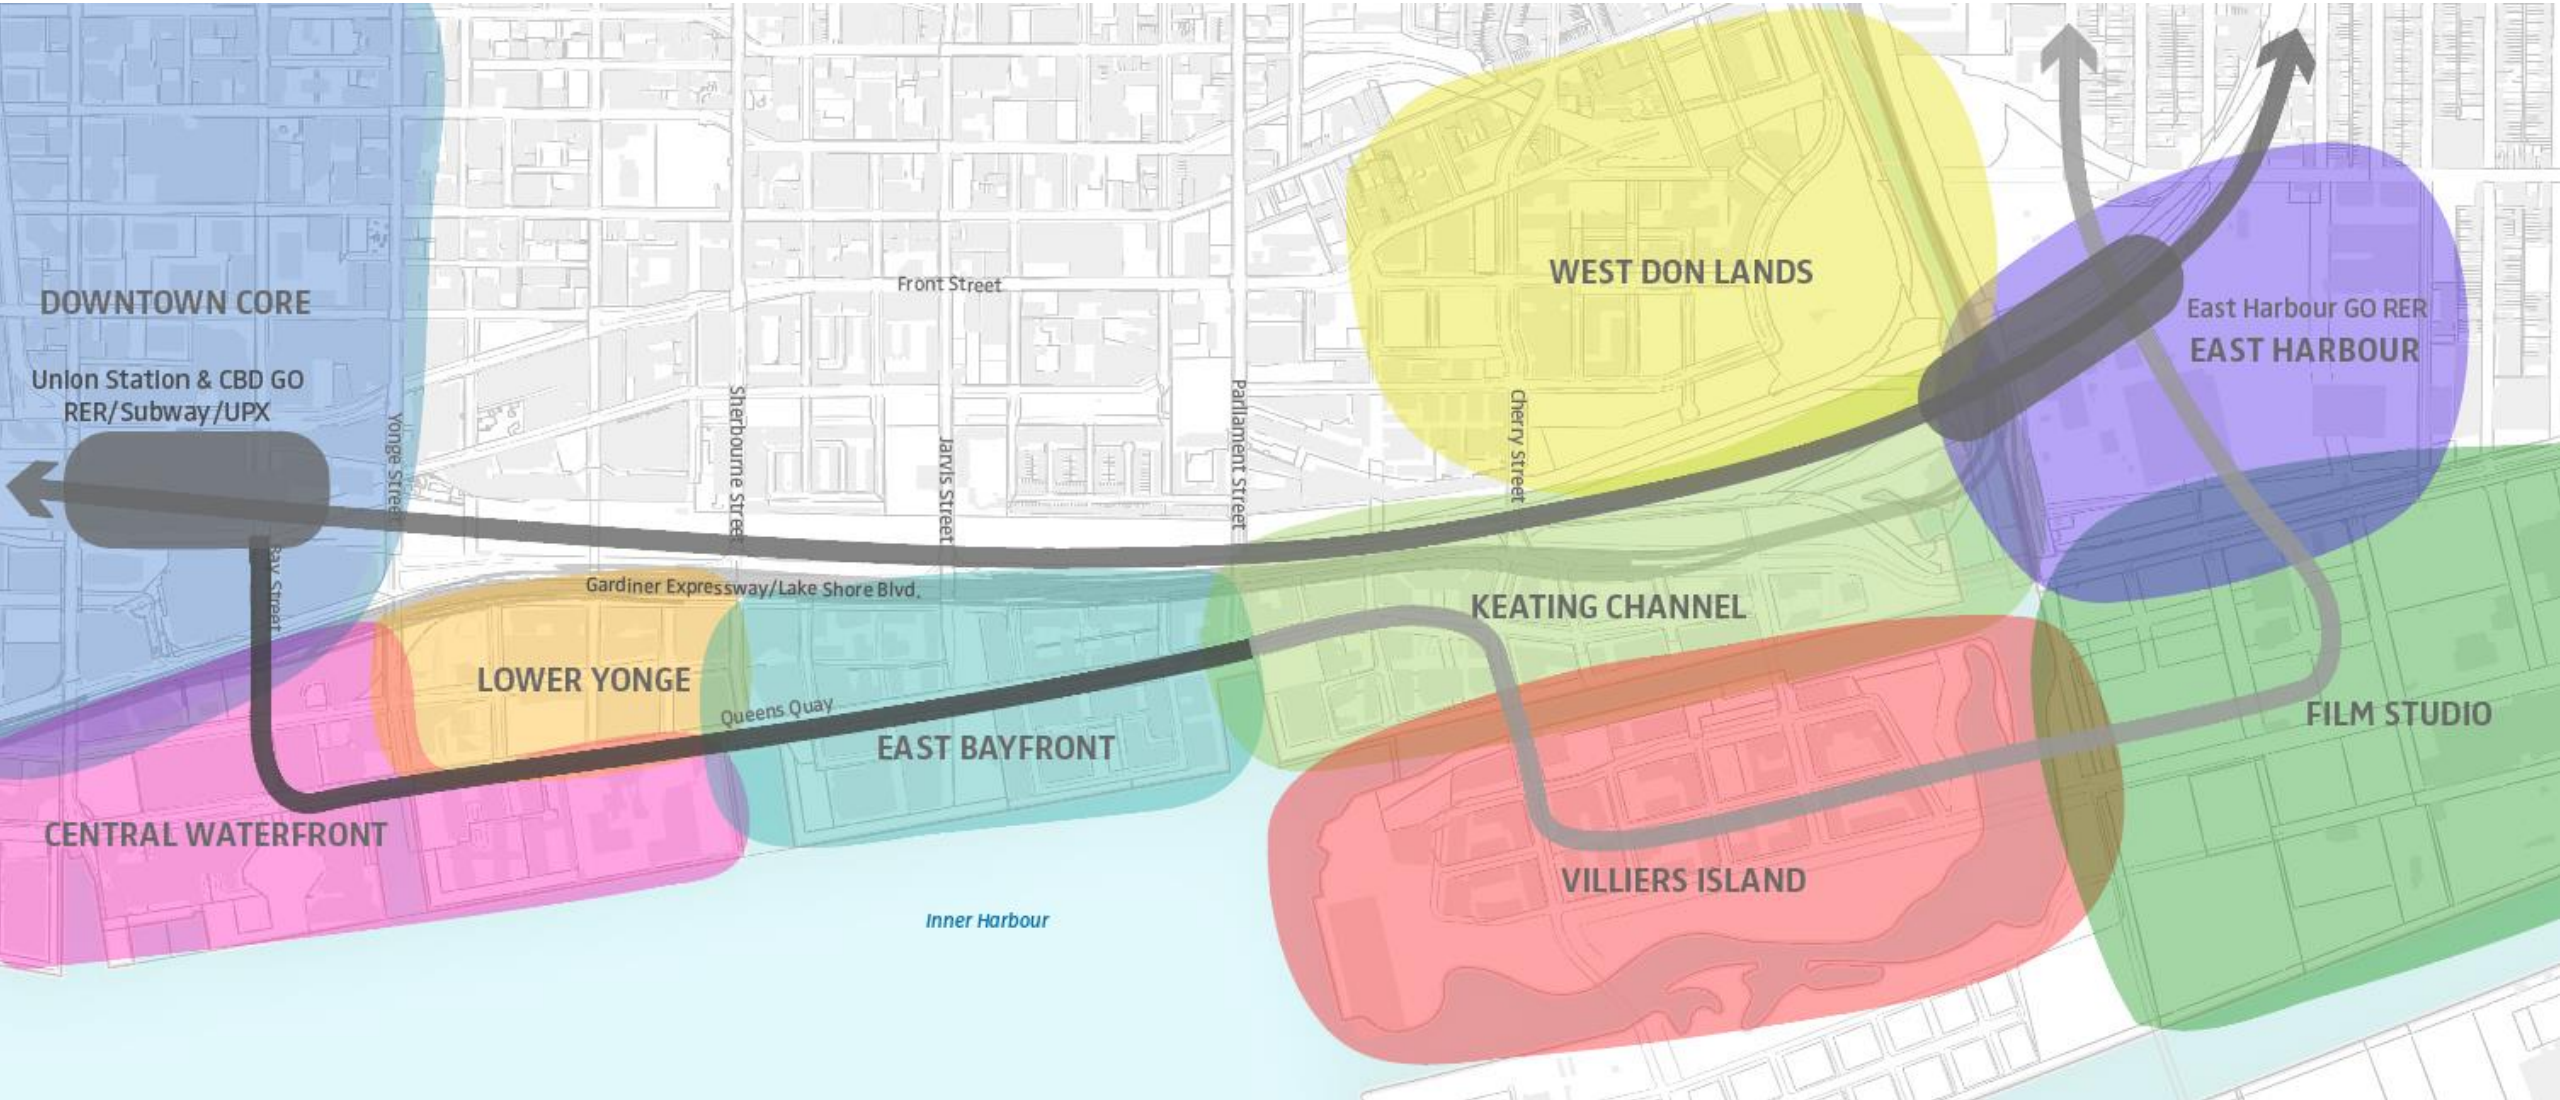 DOWNTOWN CORE
Union Station & CBD GO
RER/Subway/UPX
Yonge Street
Bay Street
Sherbourne Street
Jarvis Street
Front Street
Parliament Street
Cherry Street
WEST DON LANDS
East Harbour GO RER
EAST HARBOUR
Gardiner Expressway/Lake Shore Blvd.
KEATING CHANNEL
LOWER YONGE
Queens Quay
EAST BAYFRONT
FILM STUDIO
CENTRAL WATERFRONT
VILLIERS ISLAND
Inner Harbour